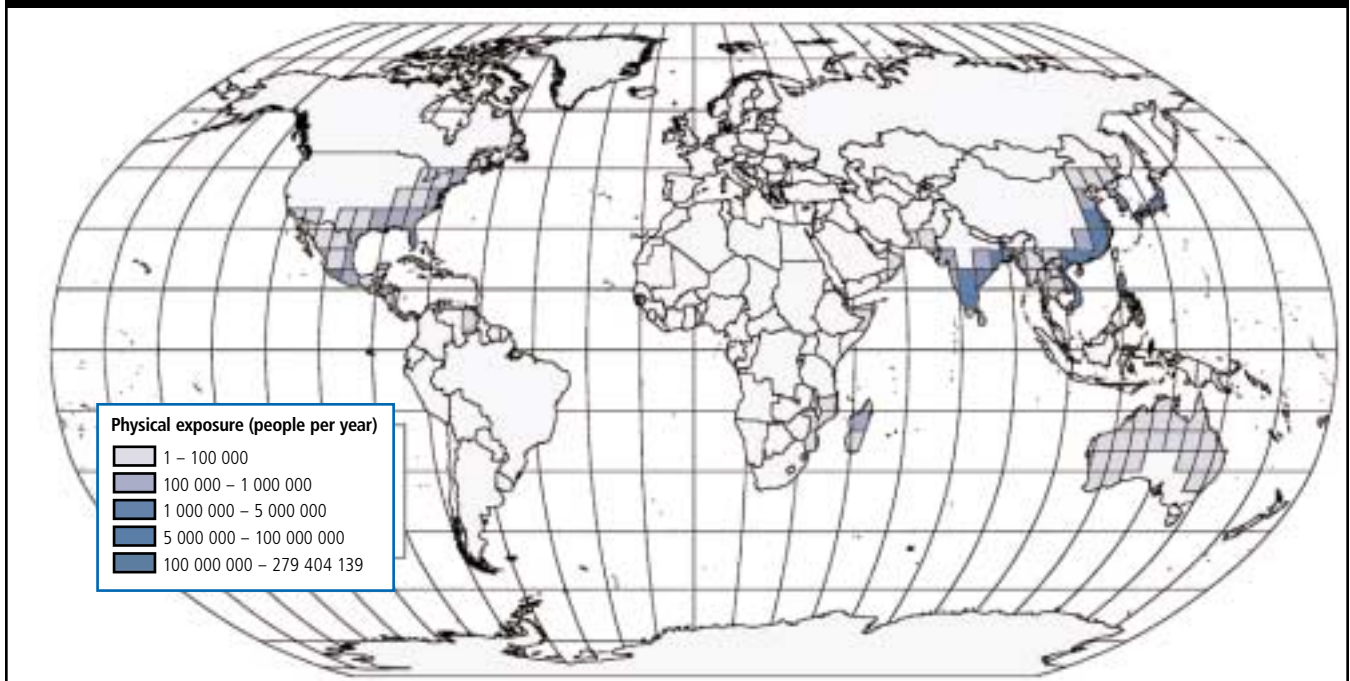 Physical exposure (people per year)
1 – 100 000
100 000 – 1 000 000
1 000 000 – 5 000 000
5 000 000 – 100 000 000
100 000 000 – 279 404 139